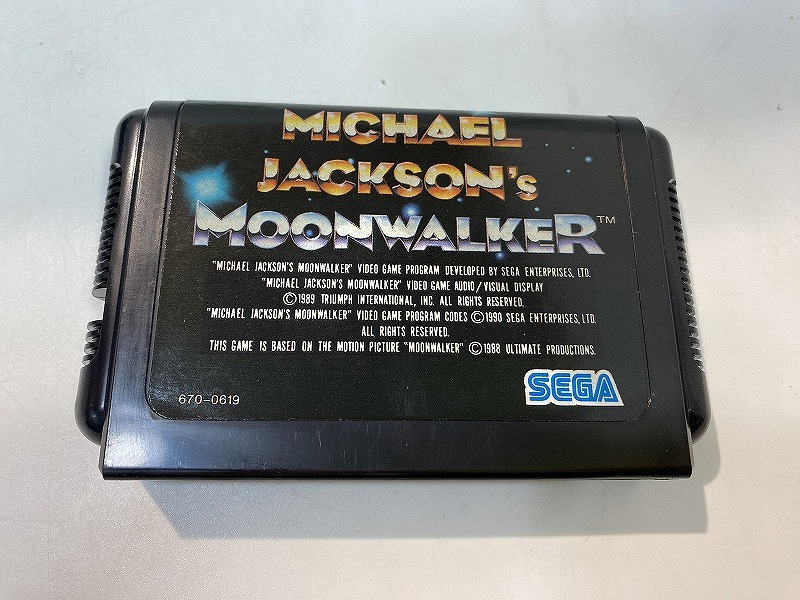 MICHAEL
JACKSON's
MOONWALKER™
"MICHAEL JACKSON'S MOONWALKER" VIDEO GAME PROGRAM DEVELOPED BY SEGA ENTERPRISES, LTD.
"MICHAEL JACKSON'S MOONWALKER" VIDEO GAME AUDIO/VISUAL DISPLAY
©1989 TRIUMPH INTERNATIONAL, INC. ALL RIGHTS RESERVED.
"MICHAEL JACKSON'S MOONWALKER" VIDEO GAME PROGRAM CODES ©1990 SEGA ENTERPRISES, LTD.
ALL RIGHTS RESERVED.
THIS GAME IS BASED ON THE MOTION PICTURE "MOONWALKER" ©1988 ULTIMATE PRODUCTIONS.
670-0619
SEGA